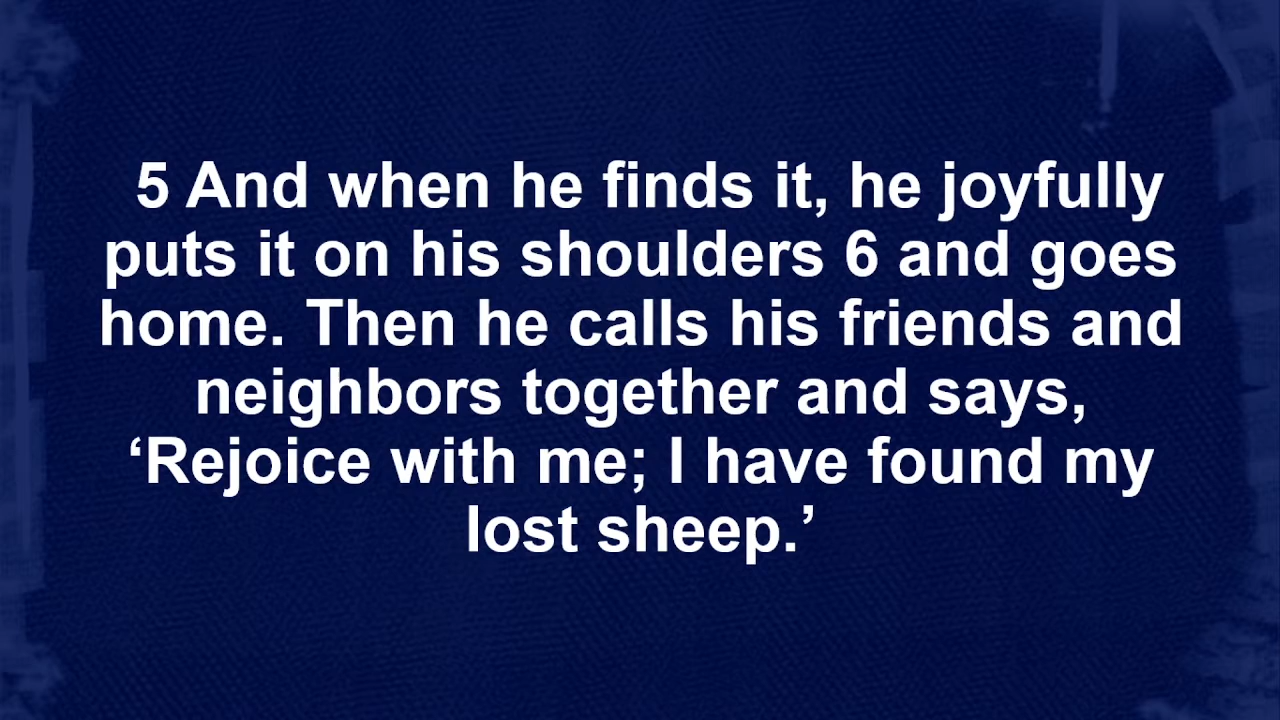 5 And when he finds it, he joyfully
puts it on his shoulders 6 and goes
home. Then he calls his friends and
neighbors together and says,
‘Rejoice with me; I have found my
lost sheep.’